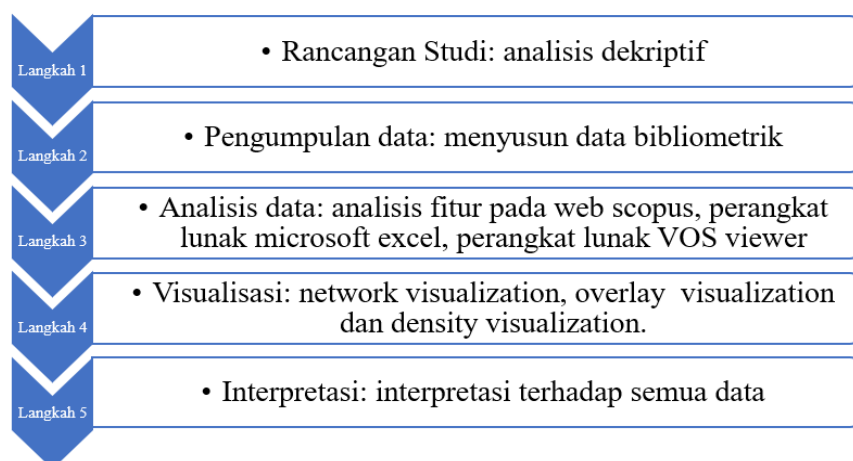 Langkah 1
• Rancangan Studi: analisis dekriptif
Langkah 2
• Pengumpulan data: menyusun data bibliometrik
Langkah 3
• Analisis data: analisis fitur pada web scopus, perangkat
lunak microsoft excel, perangkat lunak VOS viewer
Langkah 4
• Visualisasi: network visualization, overlay visualization
dan density visualization.
Langkah 5
• Interpretasi: interpretasi terhadap semua data